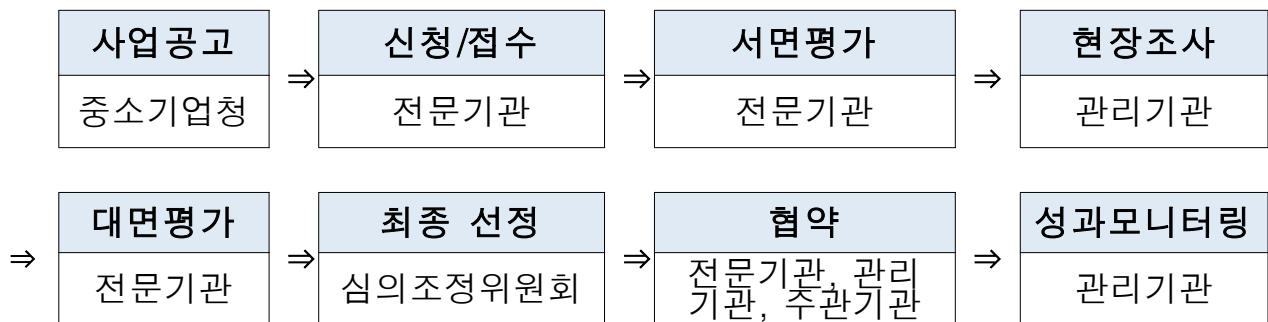 사업공고 ⇒ 신청/접수 ⇒ 서면평가 ⇒ 현장조사
중소기업청 전문기관 전문기관 관리기관
⇒ 대면평가 ⇒ 최종 선정 ⇒ 협약 ⇒ 성과모니터링
전문기관 심의조정위원회 전문기관, 관리 관리기관
기관, 주관기관